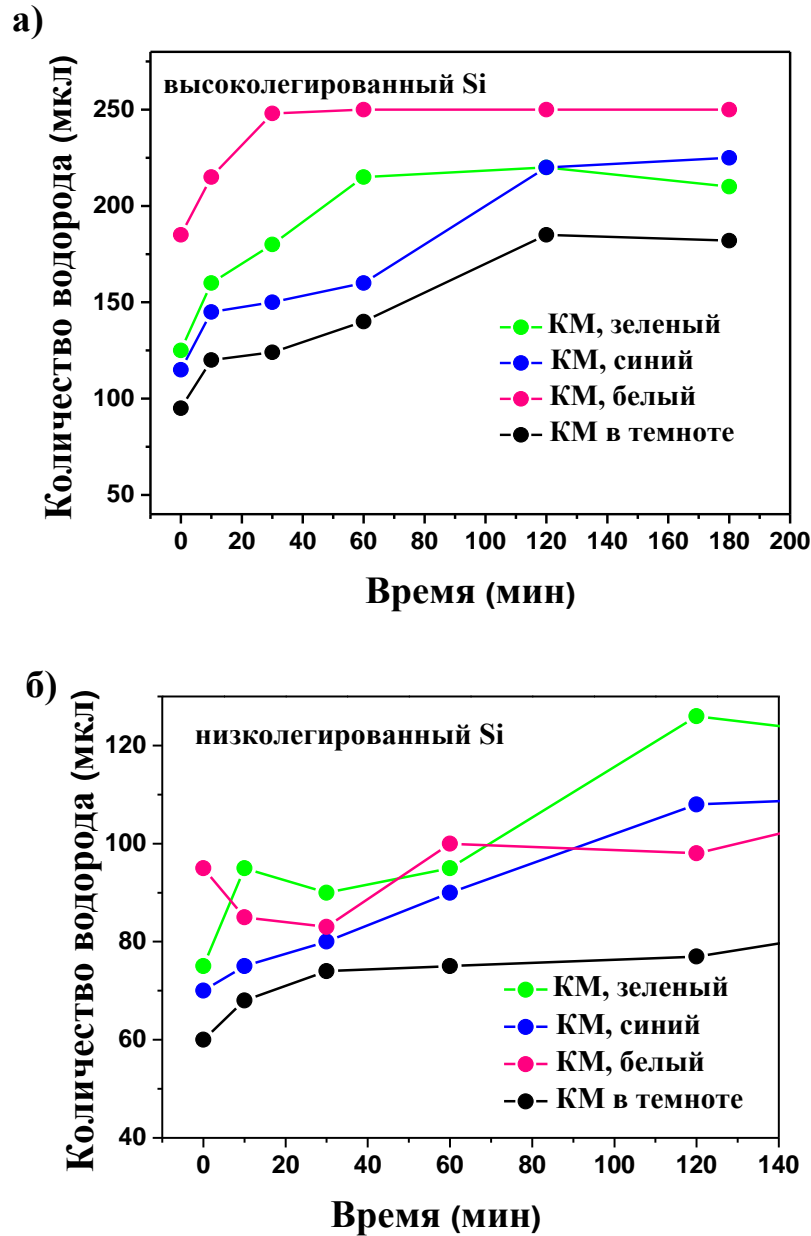 а)
высоколегированный Si
Количество водорода (мкл)
250
200
150
100
50
КМ, зеленый
КМ, синий
КМ, белый
КМ в темноте
0 20 40 60 80 100 120 140 160 180 200
Время (мин)
б)
низколегированный Si
Количество водорода (мкл)
120
100
80
60
40
КМ, зеленый
КМ, синий
КМ, белый
КМ в темноте
0 20 40 60 80 100 120 140
Время (мин)